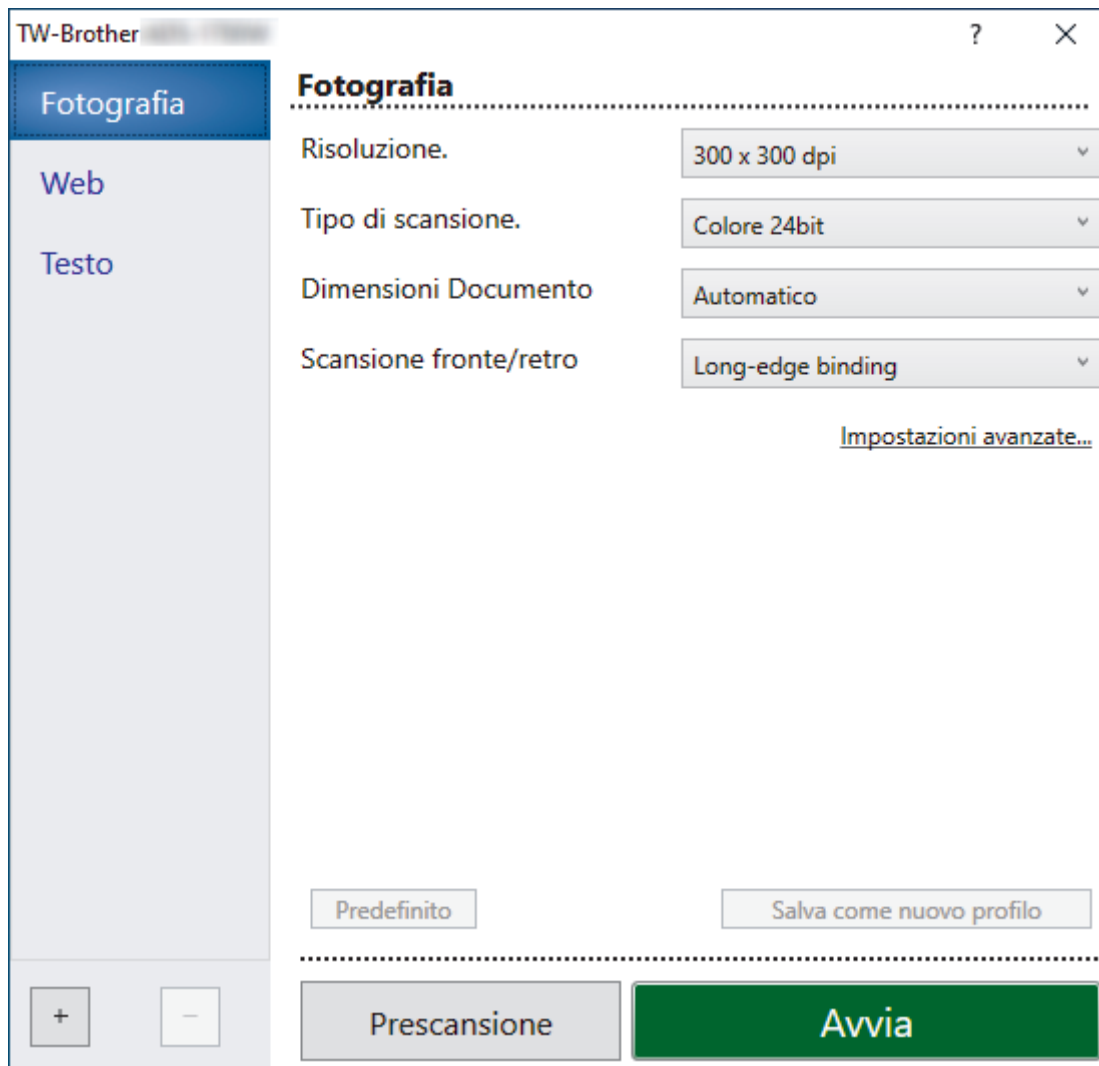 TW-Brother
?
Fotografia
Web
Testo
+
−
Fotografia
Risoluzione.
300 x 300 dpi
Tipo di scansione.
Colore 24bit
Dimensioni Documento
Automatico
Scansione fronte/retro
Long-edge binding
Impostazioni avanzate...
Predefinito
Salva come nuovo profilo
Prescansione
Avvia